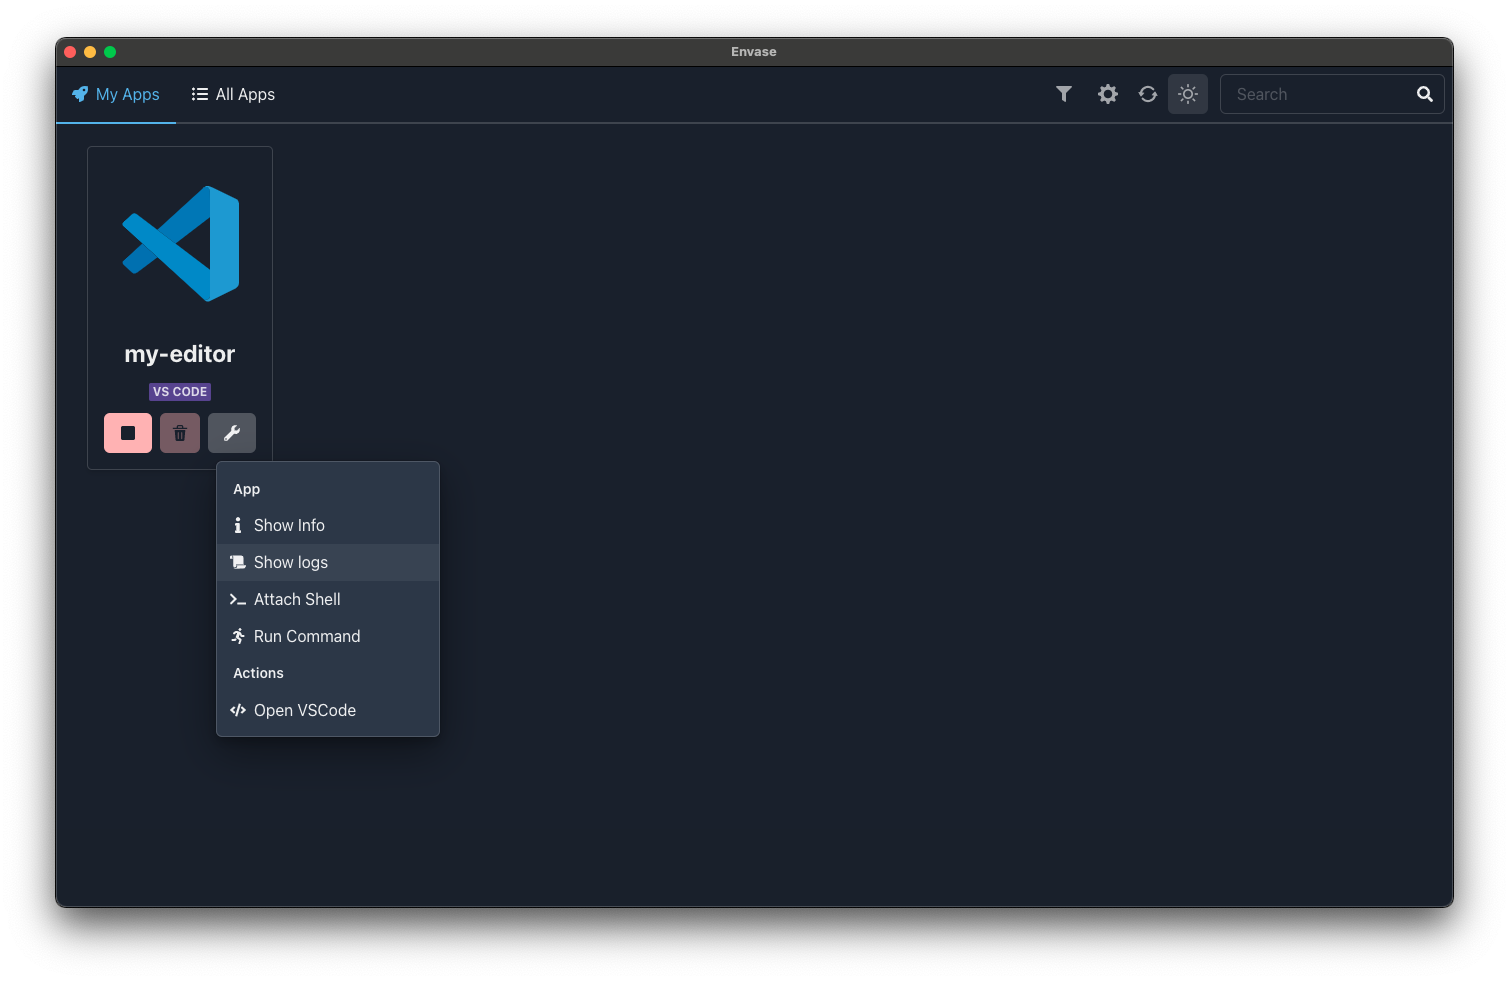 Envase
My Apps
All Apps
Search
my-editor
VS CODE
App
Show Info
Show logs
Attach Shell
Run Command
Actions
Open VSCode